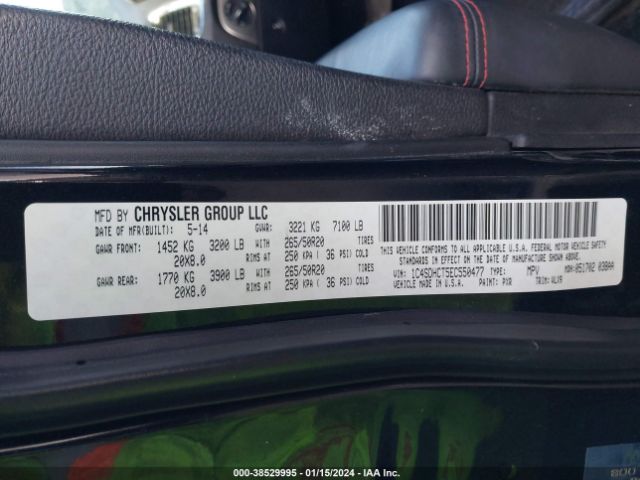 MFD BY CHRYSLER GROUP LLC
DATE OF MFR(BUILT): 5-14 GVWR: 3221 KG 7100 LB
GAWR FRONT: 1452 KG 3200 LB WITH 265/50R20 TIRES
20X8.0 RIMS AT 250 KPA ( 36 PSI) COLD
GAWR REAR: 1770 KG 3900 LB WITH 265/50R20 TIRES
20X8.0 RIMS AT 250 KPA ( 36 PSI) COLD
THIS VEHICLE CONFORMS TO ALL APPLICABLE U.S.A. FEDERAL MOTOR VEHICLE SAFETY
STANDARDS IN EFFECT ON THE DATE OF MANUFACTURE SHOWN ABOVE.
VIN: 1C4SDHCT5EC550477 TYPE: MPV MDH:051702 038AA
VEHICLE MADE IN U.S.A. PAINT: PXR TRIM:
000-38529995 - 01/15/2024 - IAA Inc.